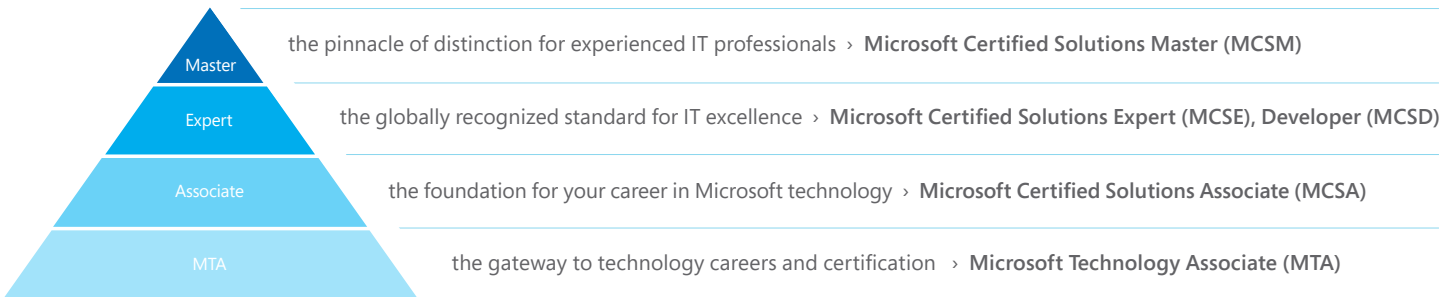 Master
the pinnacle of distinction for experienced IT professionals › Microsoft Certified Solutions Master (MCSM)
Expert
the globally recognized standard for IT excellence › Microsoft Certified Solutions Expert (MCSE), Developer (MCSD)
Associate
the foundation for your career in Microsoft technology › Microsoft Certified Solutions Associate (MCSA)
MTA
the gateway to technology careers and certification › Microsoft Technology Associate (MTA)